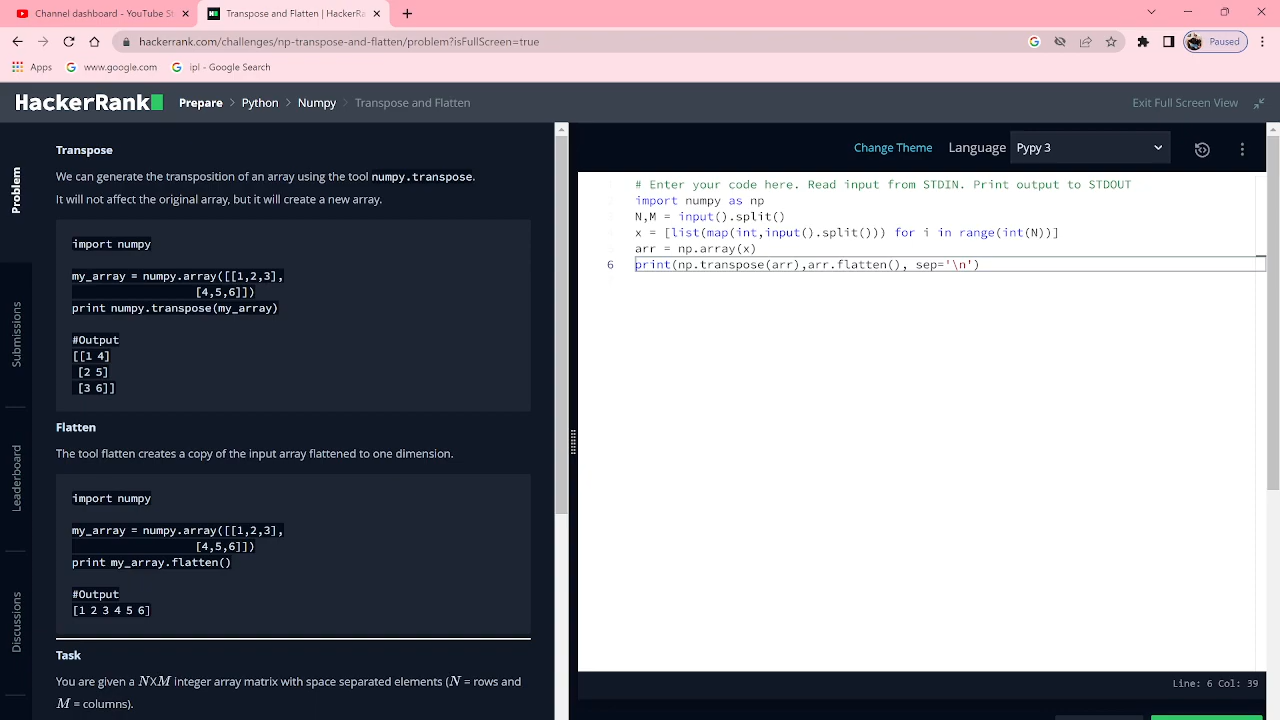 Channel dashboard - YouTube St
Transpose and Flatten | HackerRa
hackerrank.com/challenges/np-transpose-and-flatten/problem?isFullScreen=true
Paused
Apps
www.google.com
ipl - Google Search
HackerRank
Prepare > Python > Numpy > Transpose and Flatten
Exit Full Screen View
Problem
Submissions
Leaderboard
Discussions
Transpose
We can generate the transposition of an array using the tool numpy.transpose.
It will not affect the original array, but it will create a new array.
import numpy
my_array = numpy.array([[1,2,3],
[4,5,6]])
print numpy.transpose(my_array)
#Output
[[1 4]
[2 5]
[3 6]]
Flatten
The tool flatten creates a copy of the input array flattened to one dimension.
import numpy
my_array = numpy.array([[1,2,3],
[4,5,6]])
print my_array.flatten()
#Output
[1 2 3 4 5 6]
Task
You are given a NXM integer array matrix with space separated elements (N = rows and
M = columns).
Change Theme
Language
Pypy 3
# Enter your code here. Read input from STDIN. Print output to STDOUT
import numpy as np
N,M = input().split()
x = [list(map(int,input().split())) for i in range(int(N))]
arr = np.array(x)
6 print(np.transpose(arr),arr.flatten(), sep='\n')
Line: 6 Col: 39